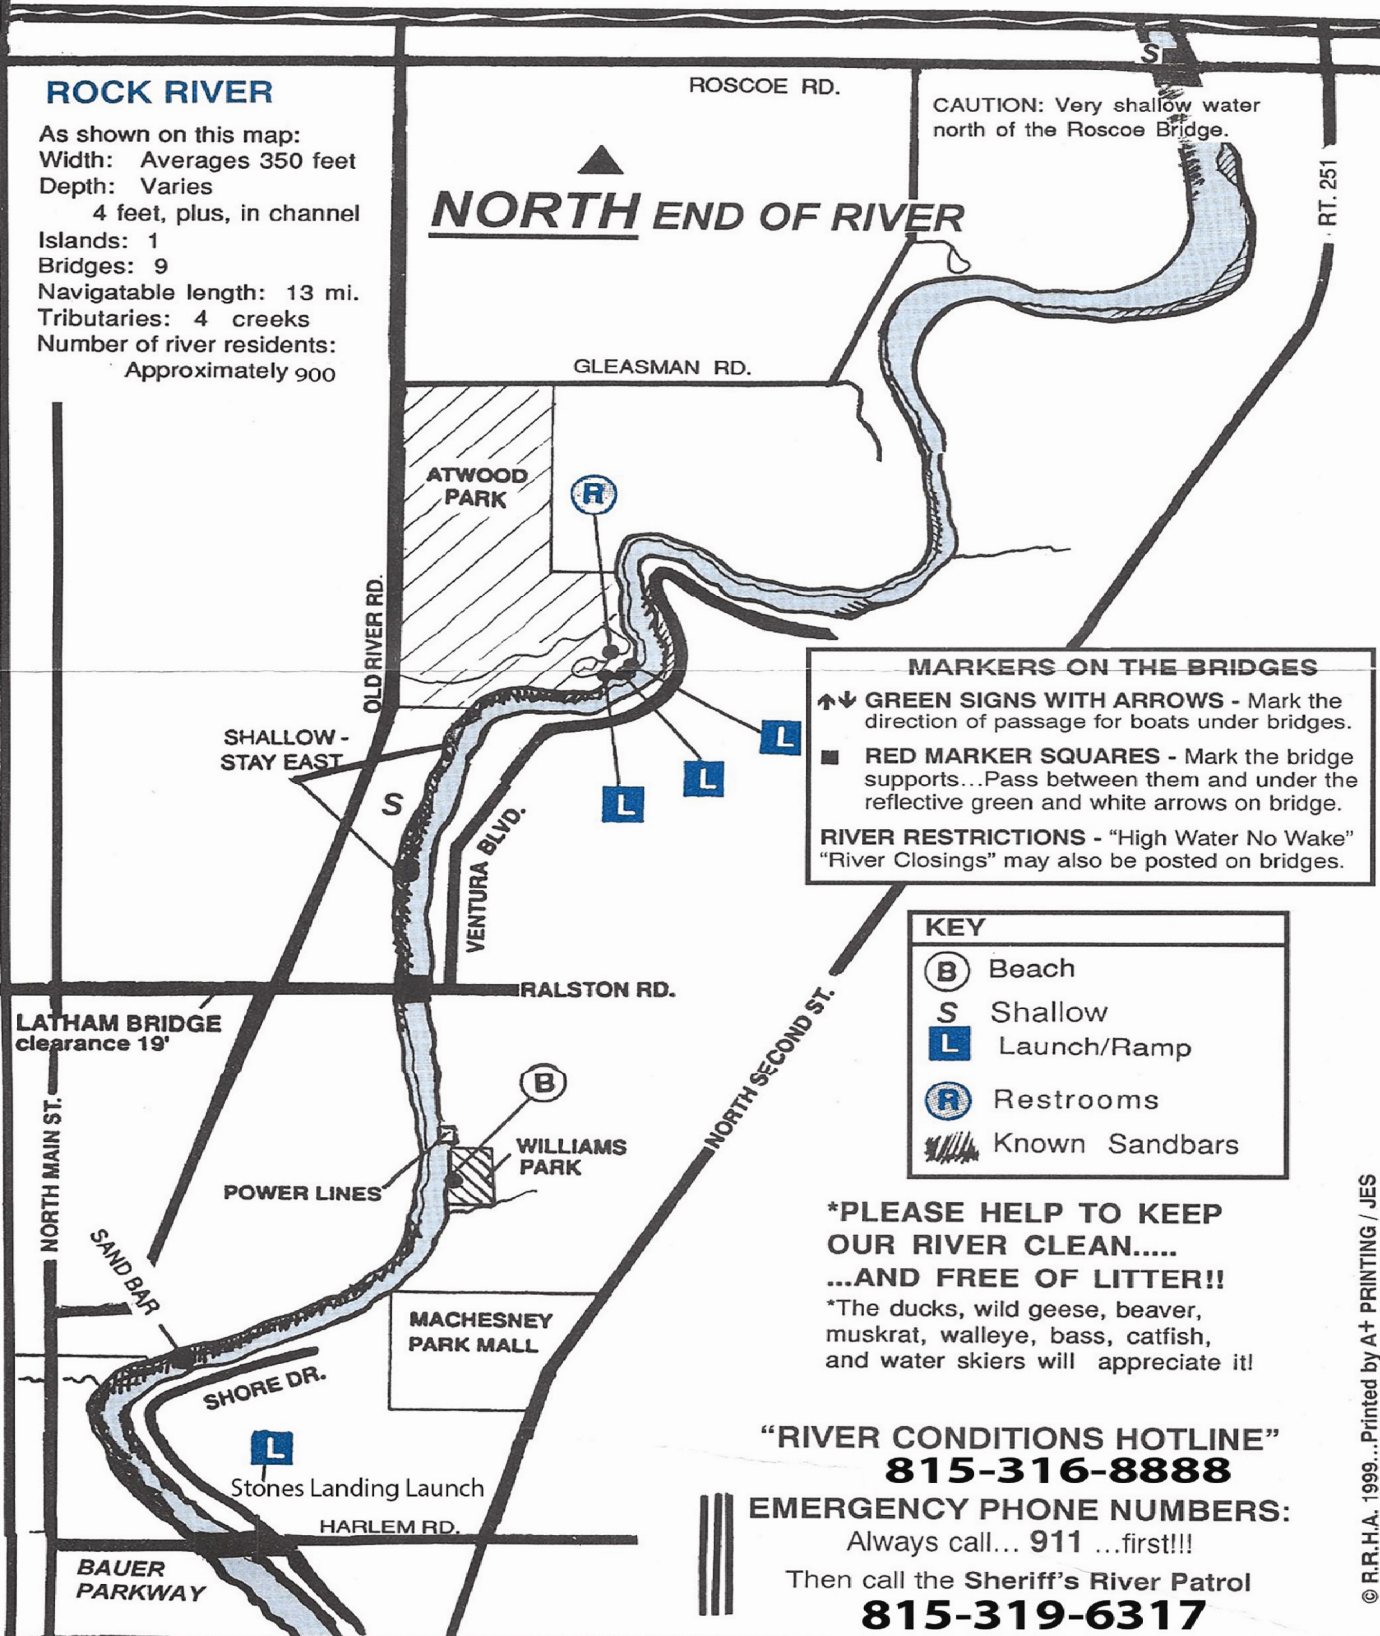 ROCK RIVER
As shown on this map:
Width: Averages 350 feet
Depth: Varies
4 feet, plus, in channel
Islands: 1
Bridges: 9
Navigatable length: 13 mi.
Tributaries: 4 creeks
Number of river residents:
Approximately 900
ROSCOE RD.
S
CAUTION: Very shallow water
north of the Roscoe Bridge.
RT. 251
NORTH END OF RIVER
GLEASMAN RD.
ATWOOD
PARK
R
OLD RIVER RD.
SHALLOW -
STAY EAST
S
L
L
L
VENTURA BLVD.
MARKERS ON THE BRIDGES
GREEN SIGNS WITH ARROWS - Mark the
direction of passage for boats under bridges.
RED MARKER SQUARES - Mark the bridge
supports...Pass between them and under the
reflective green and white arrows on bridge.
RIVER RESTRICTIONS - “High Water No Wake”
“River Closings” may also be posted on bridges.
KEY
B Beach
S Shallow
L Launch/Ramp
R Restrooms
Known Sandbars
RALSTON RD.
LATHAM BRIDGE
clearance 19'
NORTH SECOND ST.
NORTH MAIN ST.
B
WILLIAMS
PARK
POWER LINES
SAND BAR
MACHESNEY
PARK MALL
SHORE DR.
L
Stones Landing Launch
HARLEM RD.
BAUER
PARKWAY
*PLEASE HELP TO KEEP
OUR RIVER CLEAN.....
...AND FREE OF LITTER!!
*The ducks, wild geese, beaver,
muskrat, walleye, bass, catfish,
and water skiers will appreciate it!
“RIVER CONDITIONS HOTLINE”
815-316-8888
EMERGENCY PHONE NUMBERS:
Always call... 911 ...first!!!
Then call the Sheriff's River Patrol
815-319-6317
© R.R.H.A. 1999...Printed by A+ PRINTING / JES